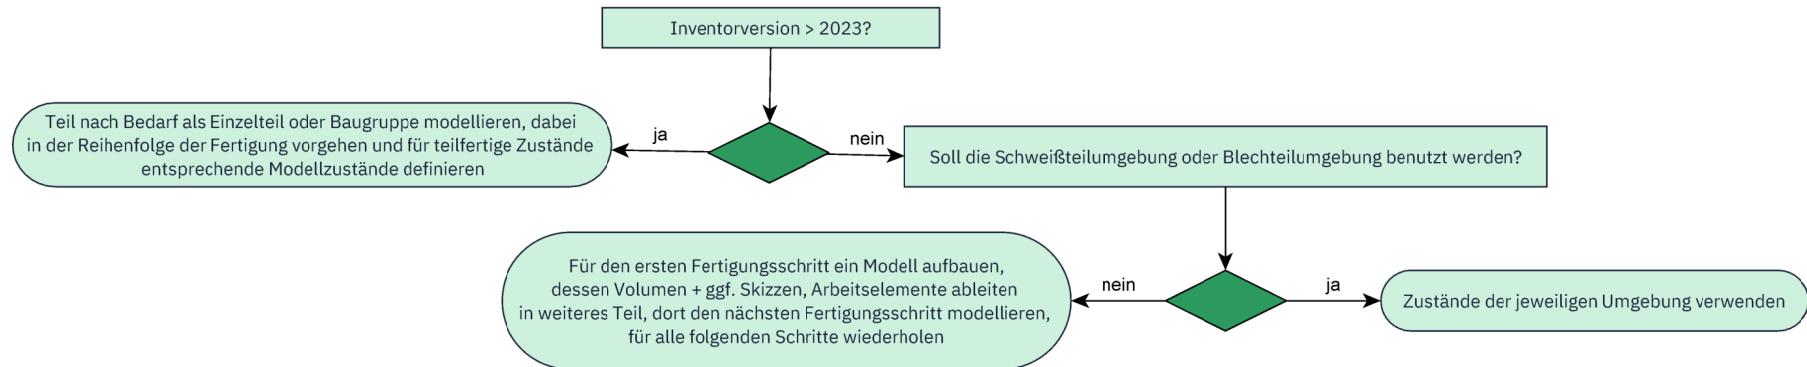 Inventorversion > 2023?
ja
nein
Teil nach Bedarf als Einzelteil oder Baugruppe modellieren, dabei
in der Reihenfolge der Fertigung vorgehen und für teilfertige Zustände
entsprechende Modellzustände definieren
Soll die Schweißteilumgebung oder Blechteilumgebung benutzt werden?
nein
ja
Für den ersten Fertigungsschritt ein Modell aufbauen,
dessen Volumen + ggf. Skizzen, Arbeitselemente ableiten
in weiteres Teil, dort den nächsten Fertigungsschritt modellieren,
für alle folgenden Schritte wiederholen
Zustände der jeweiligen Umgebung verwenden